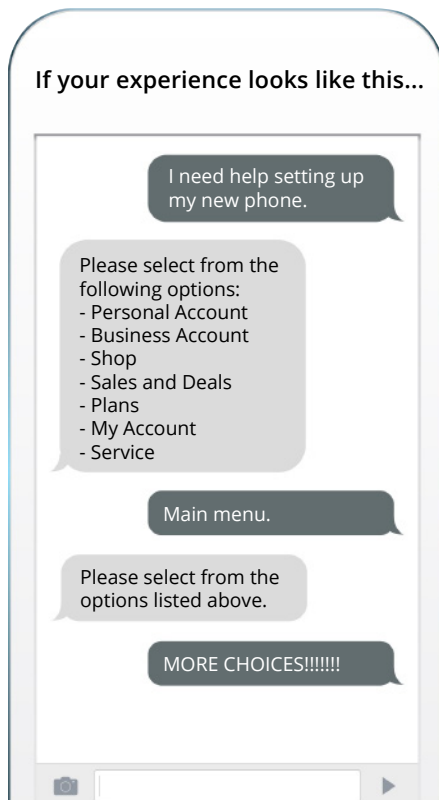 If your experience looks like this...
I need help setting up
my new phone.
Please select from the
following options:
- Personal Account
- Business Account
- Shop
- Sales and Deals
- Plans
- My Account
- Service
Main menu.
Please select from the
options listed above.
MORE CHOICES!!!!!!!